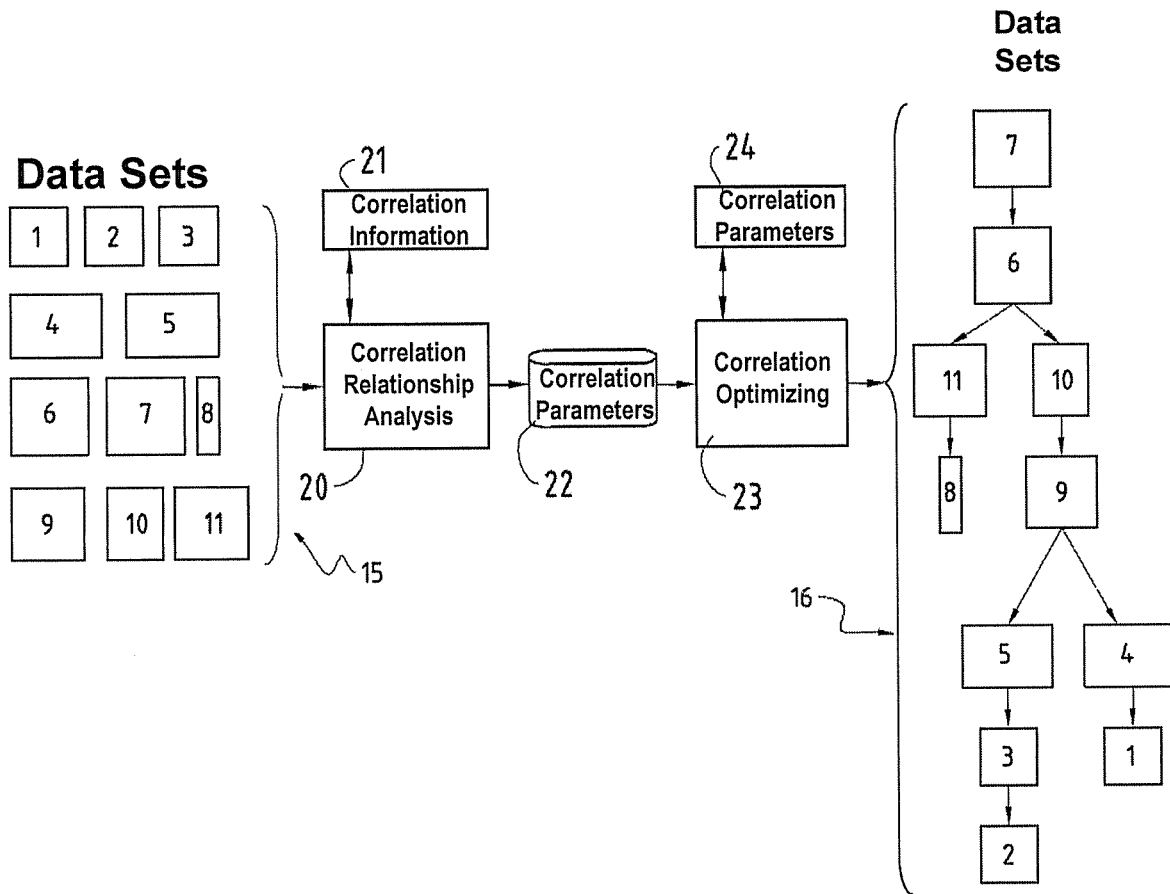 Data Sets
1 2 3
4 5
6 7 8
9 10 11
15
21
Correlation
Information
Correlation
Relationship
Analysis
20
Correlation
Parameters
22
24
Correlation
Parameters
Correlation
Optimizing
23
Data
Sets
7
6
11 10
8 9
16
5 4
3 1
2